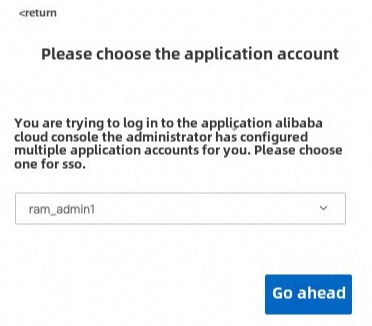 <return
Please choose the application account
You are trying to log in to the application alibaba
cloud console the administrator has configured
multiple application accounts for you. Please choose
one for sso.
ram_admin1
Go ahead